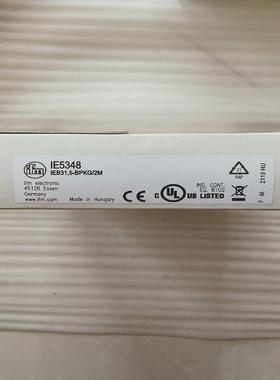 ifm
IE5348
IEB31,5-BPKG/2M
ifm electronic
45128 Essen
Germany
www.ifm.com
Made in Hungary
CE
c UL US LISTED
IND. CONT.
EQ. 81U2
P M
2110 HU